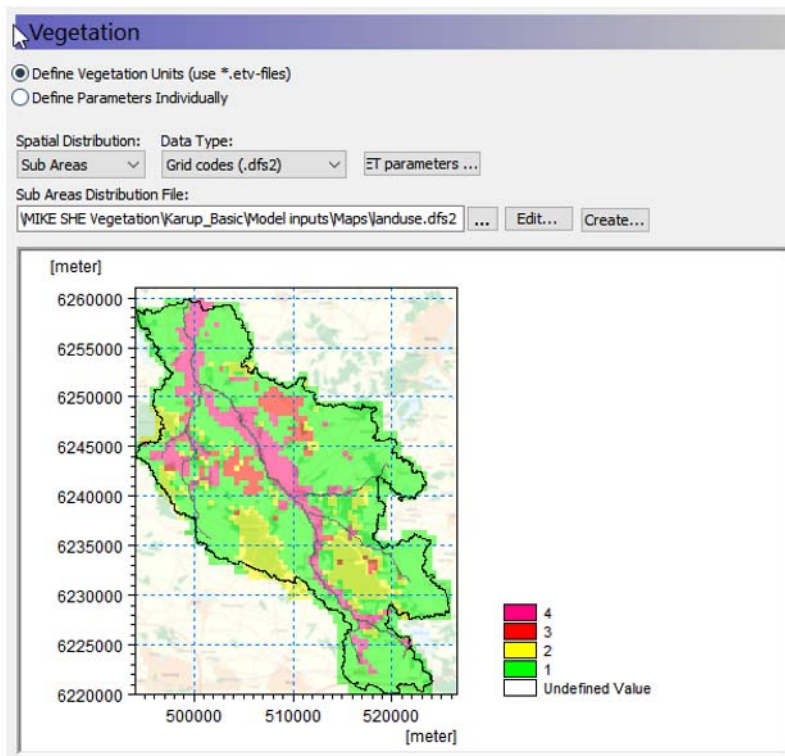 Vegetation
Define Vegetation Units (use *.etv-files)
Define Parameters Individually
Spatial Distribution: Data Type:
Sub Areas Grid codes (.dfs2) ET parameters ...
Sub Areas Distribution File:
\MIKE SHE Vegetation\Karup_Basic\Model inputs\Maps\landuse.dfs2 ... Edit... Create...
[meter]
6260000
6255000
6250000
6245000
6240000
6235000
6230000
6225000
6220000
4
3
2
1
Undefined Value
500000 510000 520000
[meter]